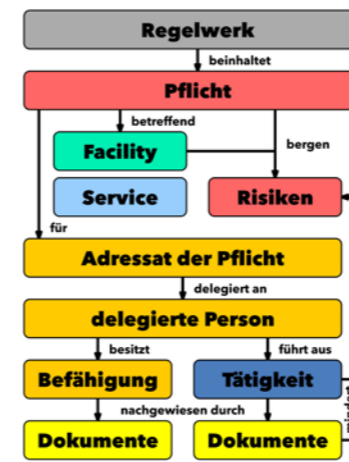 Regelwerk
beinhaltet
Pflicht
betreffend
Facility
bergen
Service
Risiken
für
Adressat der Pflicht
delegiert an
delegierte Person
besitzt
führt aus
Befähigung
Tätigkeit
nachgewiesen durch
Dokumente
Dokumente